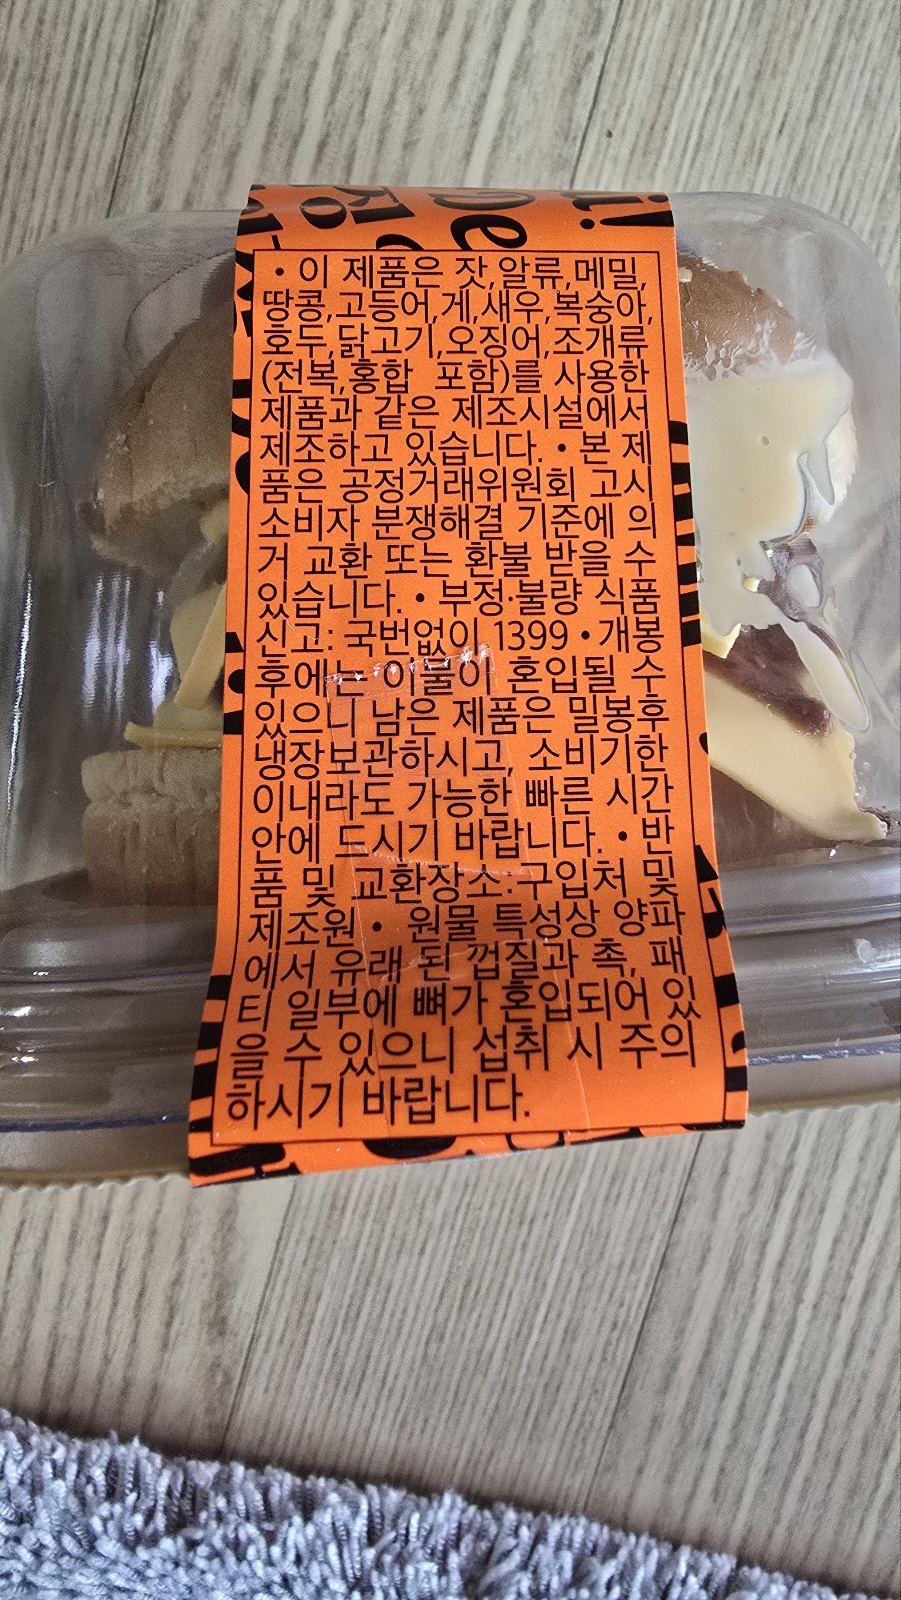 • 이 제품은 잣,알류,메밀,
땅콩,고등어,게,새우,복숭아,
호두,닭고기,오징어,조개류
(전복,홍합 포함)를 사용한
제품과 같은 제조시설에서
제조하고 있습니다. • 본 제
품은 공정거래위원회 고시
소비자 분쟁해결 기준에 의
거 교환 또는 환불 받을 수
있습니다. • 부정·불량 식품
신고: 국번없이 1399 • 개봉
후에는 이물이 혼입될 수
있으니 남은 제품은 밀봉후
냉장보관하시고, 소비기한
이내라도 가능한 빠른 시간
안에 드시기 바랍니다. • 반
품 및 교환장소:구입처 및
제조원 • 원물 특성상 양파
에서 유래 된 껍질과 촉, 패
티 일부에 뼈가 혼입되어 있
을 수 있으니 섭취 시 주의
하시기 바랍니다.